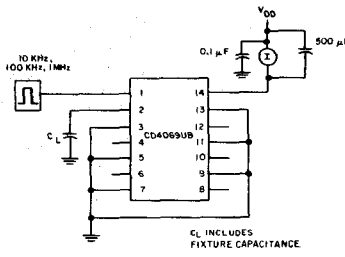 V DD
10 KHz,
100 KHz, 1MHz
0.1 µF
I
500 µF
1
14
2
13
CL
3
12
CD4069UB
4
11
5
10
6
9
7
8
CL INCLUDES
FIXTURE CAPACITANCE.